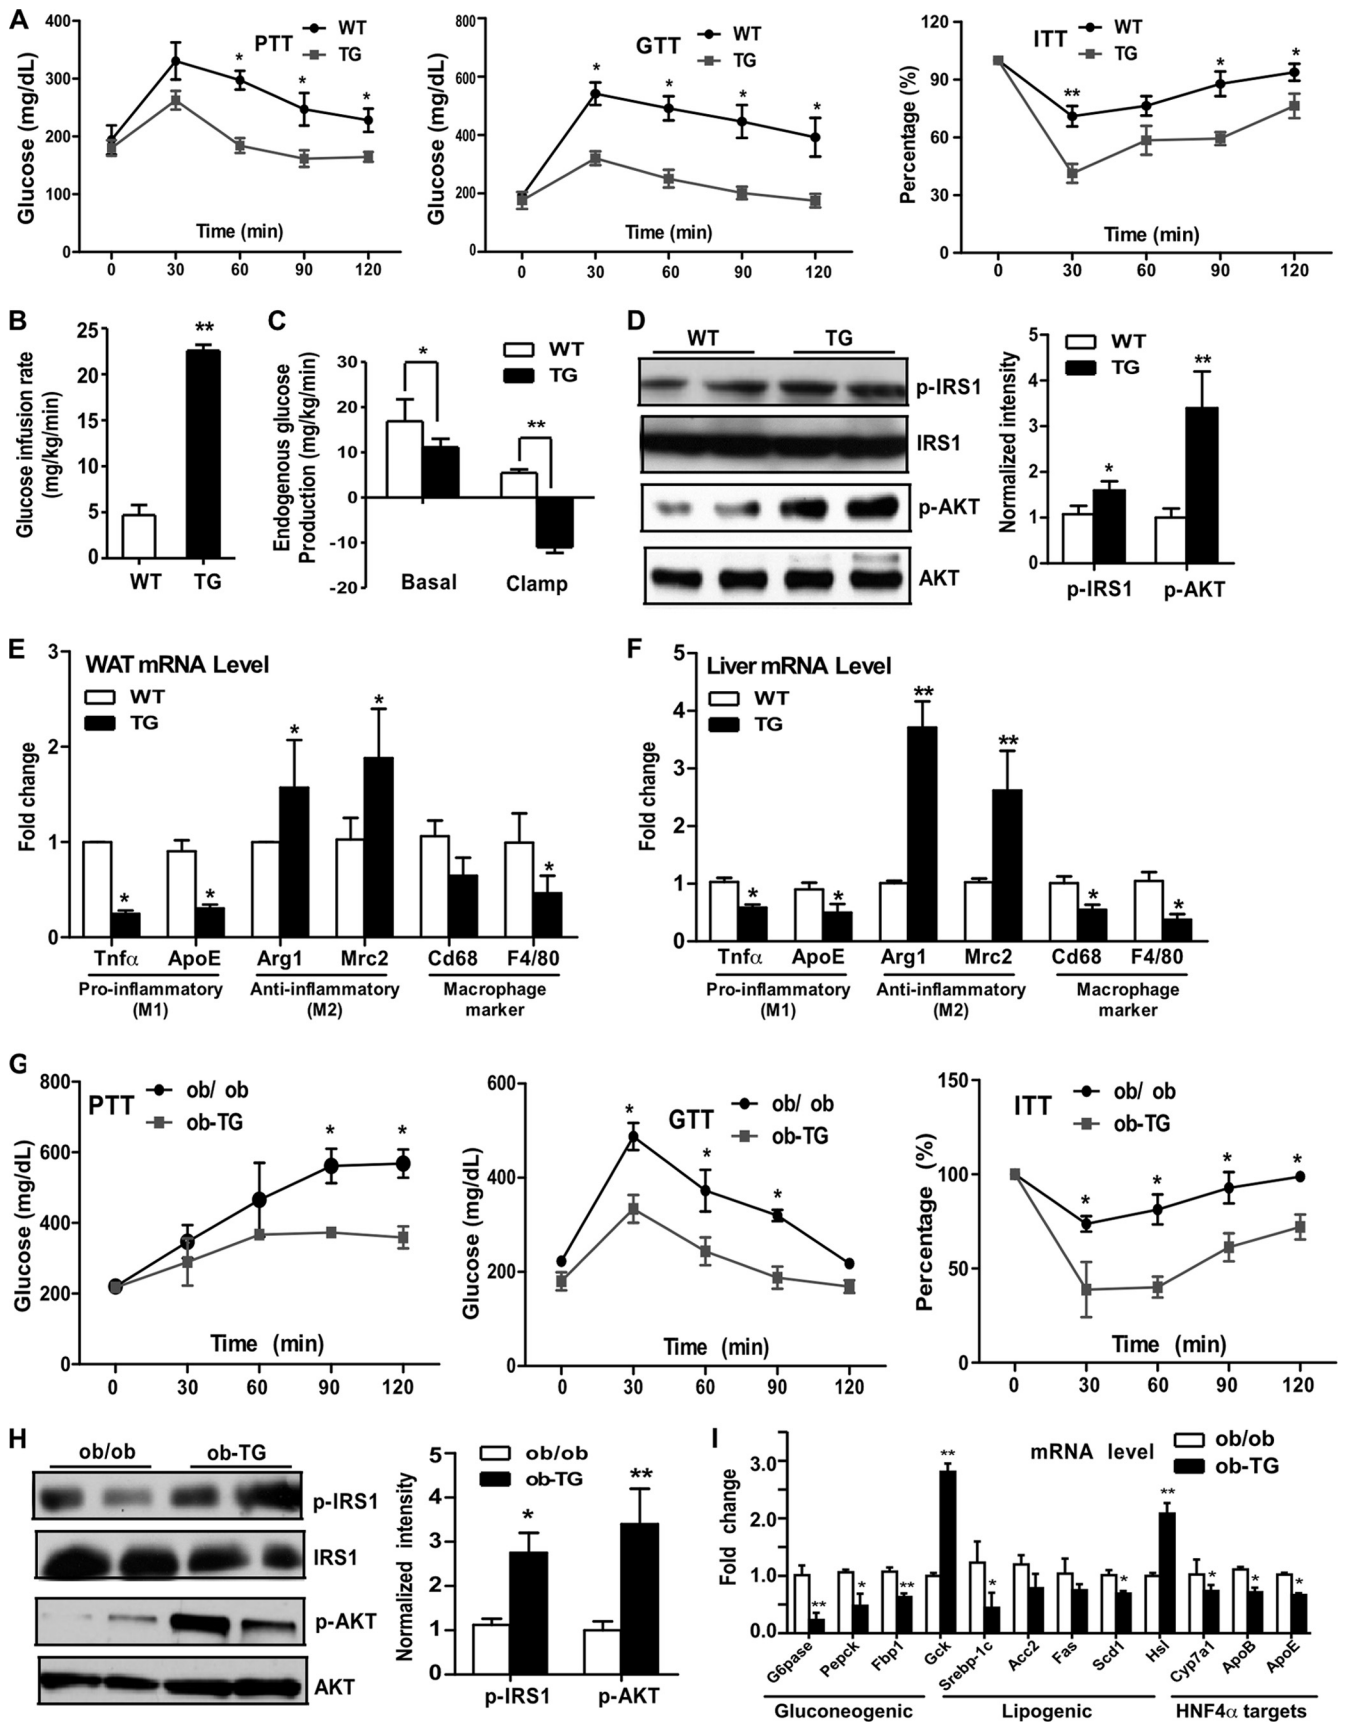 A
PTT
WT
TG
Glucose (mg/dL)
400
300
200
100
0
Time (min)
0 30 60 90 120
* * *
GTT
WT
TG
Glucose (mg/dL)
800
600
400
200
0
Time (min)
0 30 60 90 120
* * * *
ITT
WT
TG
Percentage (%)
120
90
60
30
0
Time (min)
0 30 60 90 120
** * *
B
Glucose infusion rate
(mg/kg/min)
25
20
15
10
5
0
**
WT TG
C
Endogenous glucose
Production (mg/kg/min)
30
20
10
0
-10
-20
WT
TG
* **
Basal Clamp
D
WT TG
p-IRS1
IRS1
p-AKT
AKT
Normalized intensity
5
4
3
2
1
0
WT
TG
* **
p-IRS1 p-AKT
E
WAT mRNA Level
WT
TG
Fold change
3
2
1
0
* * * * *
Tnfα ApoE Arg1 Mrc2 Cd68 F4/80
Pro-inflammatory Anti-inflammatory Macrophage
(M1) (M2) marker
F
Liver mRNA Level
WT
TG
Fold change
5
4
3
2
1
0
* * ** ** * *
Tnfα ApoE Arg1 Mrc2 Cd68 F4/80
Pro-inflammatory Anti-inflammatory Macrophage
(M1) (M2) marker
G
PTT
ob/ ob
ob-TG
Glucose (mg/dL)
800
600
400
200
0
Time (min)
0 30 60 90 120
* *
GTT
ob/ ob
ob-TG
Glucose (mg/dL)
600
400
200
0
Time (min)
0 30 60 90 120
* * *
ITT
ob/ ob
ob-TG
Percentage (%)
150
100
50
0
Time (min)
0 30 60 90 120
* * * *
H
ob/ob ob-TG
p-IRS1
IRS1
p-AKT
AKT
Normalized intensity
5
4
3
2
1
0
ob/ob
ob-TG
* **
p-IRS1 p-AKT
I
mRNA level
ob/ob
ob-TG
Fold change
3.0
2.0
1.0
0.0
** * ** ** * * ** * * *
G6pase Pepck Fbp1 Gck Srebp-1c Acc2 Fas Scd1 Hsl Cyp7a1 ApoB ApoE
Gluconeogenic Lipogenic HNF4α targets